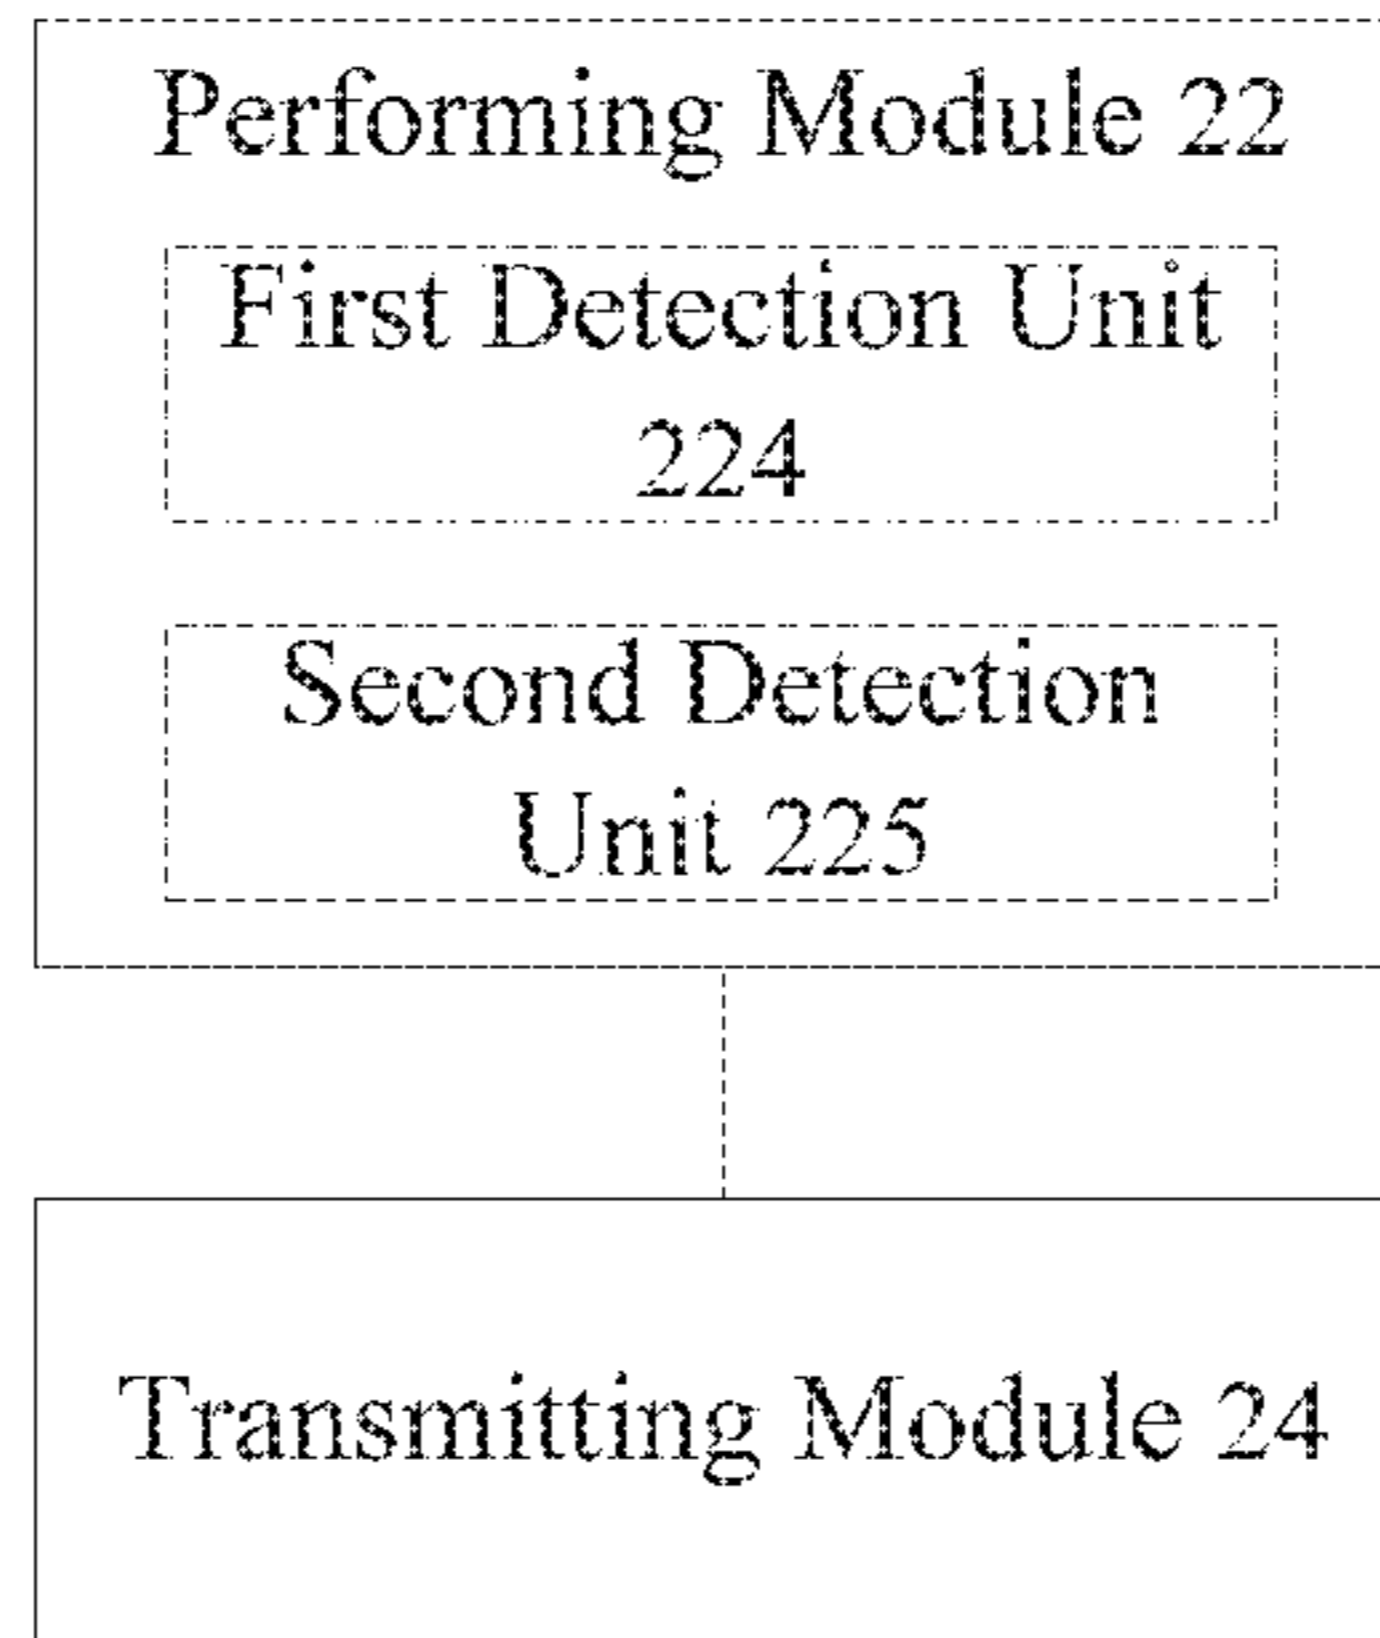 Performing Module 22
First Detection Unit
224
Second Detection
Unit 225
Transmitting Module 24